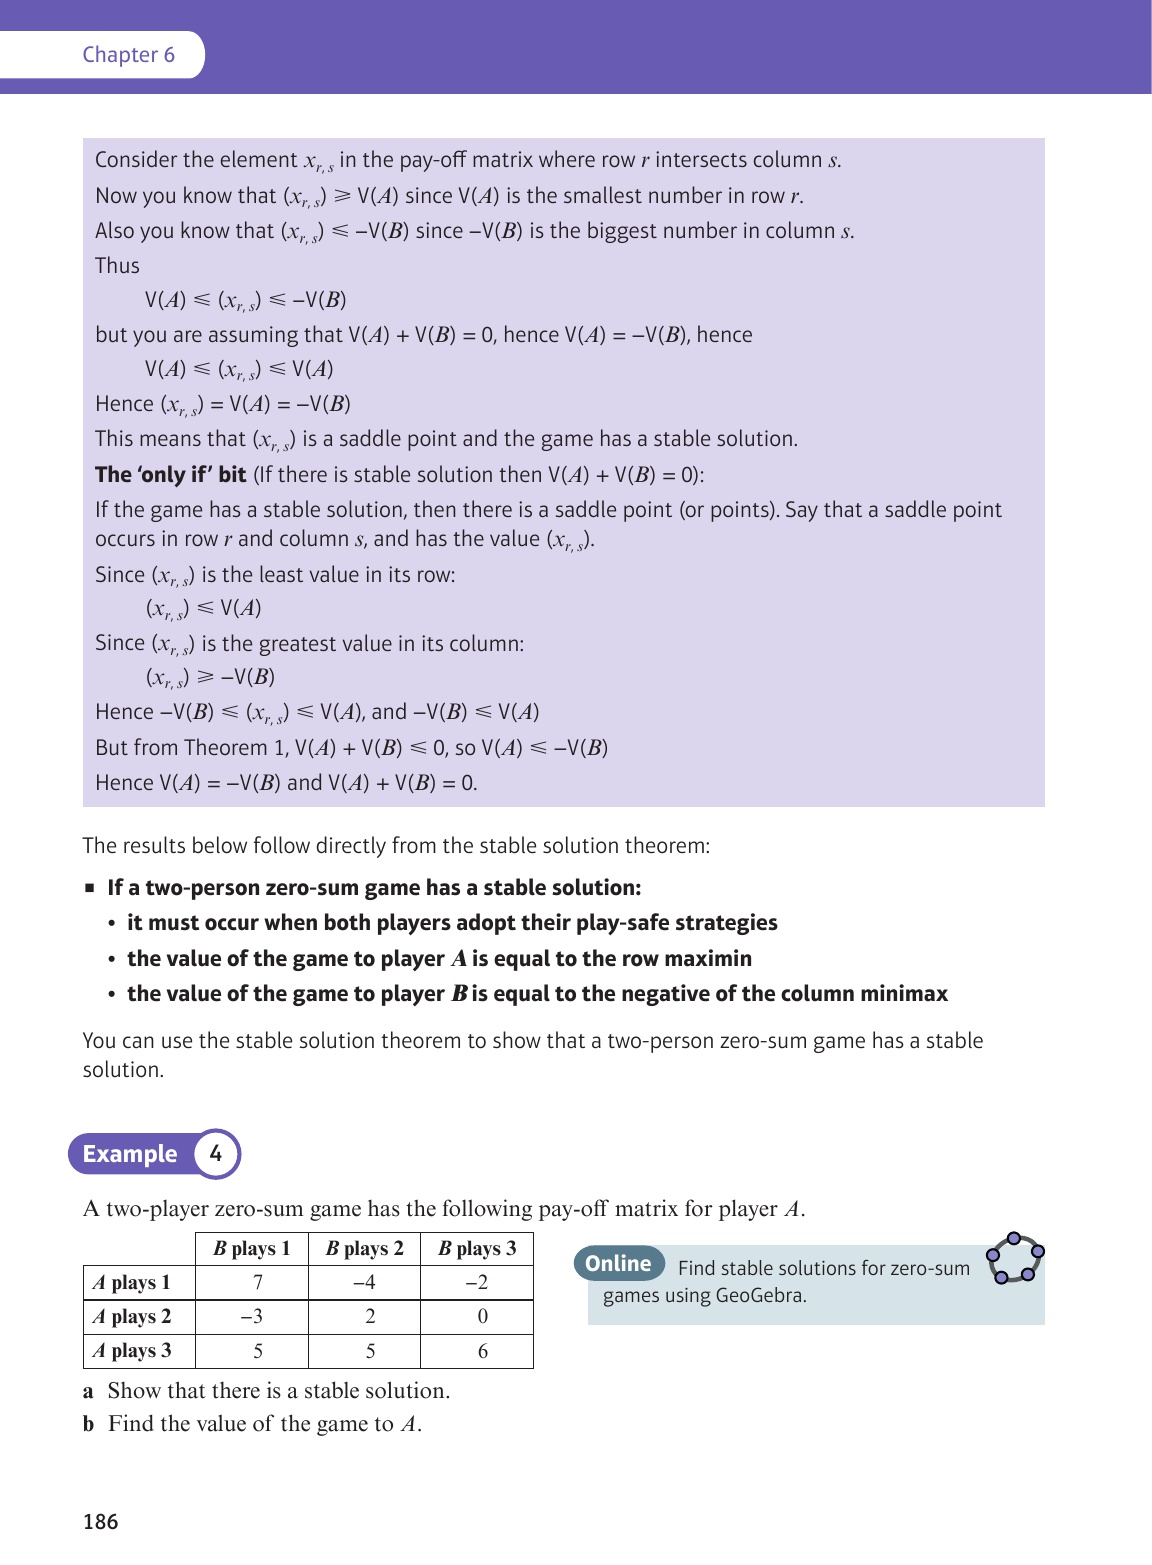 Chapter 6
Consider the element x_{r, s} in the pay-off matrix where row r intersects column s.
Now you know that (x_{r, s}) ⩾ V(A) since V(A) is the smallest number in row r.
Also you know that (x_{r, s}) ⩽ –V(B) since –V(B) is the biggest number in column s.
Thus
V(A) ⩽ (x_{r, s}) ⩽ –V(B)
but you are assuming that V(A) + V(B) = 0, hence V(A) = –V(B), hence
V(A) ⩽ (x_{r, s}) ⩽ V(A)
Hence (x_{r, s}) = V(A) = –V(B)
This means that (x_{r, s}) is a saddle point and the game has a stable solution.
The ‘only if’ bit (If there is stable solution then V(A) + V(B) = 0):
If the game has a stable solution, then there is a saddle point (or points). Say that a saddle point
occurs in row r and column s, and has the value (x_{r, s}).
Since (x_{r, s}) is the least value in its row:
(x_{r, s}) ⩽ V(A)
Since (x_{r, s}) is the greatest value in its column:
(x_{r, s}) ⩾ –V(B)
Hence –V(B) ⩽ (x_{r, s}) ⩽ V(A), and –V(B) ⩽ V(A)
But from Theorem 1, V(A) + V(B) ⩽ 0, so V(A) ⩽ –V(B)
Hence V(A) = –V(B) and V(A) + V(B) = 0.
The results below follow directly from the stable solution theorem:
■ If a two-person zero-sum game has a stable solution:
• it must occur when both players adopt their play-safe strategies
• the value of the game to player A is equal to the row maximin
• the value of the game to player B is equal to the negative of the column minimax
You can use the stable solution theorem to show that a two-person zero-sum game has a stable
solution.
Example 4
A two-player zero-sum game has the following pay-off matrix for player A.
B plays 1 B plays 2 B plays 3
A plays 1 7 –4 –2
A plays 2 –3 2 0
A plays 3 5 5 6
Online Find stable solutions for zero-sum
games using GeoGebra.
a Show that there is a stable solution.
b Find the value of the game to A.
186